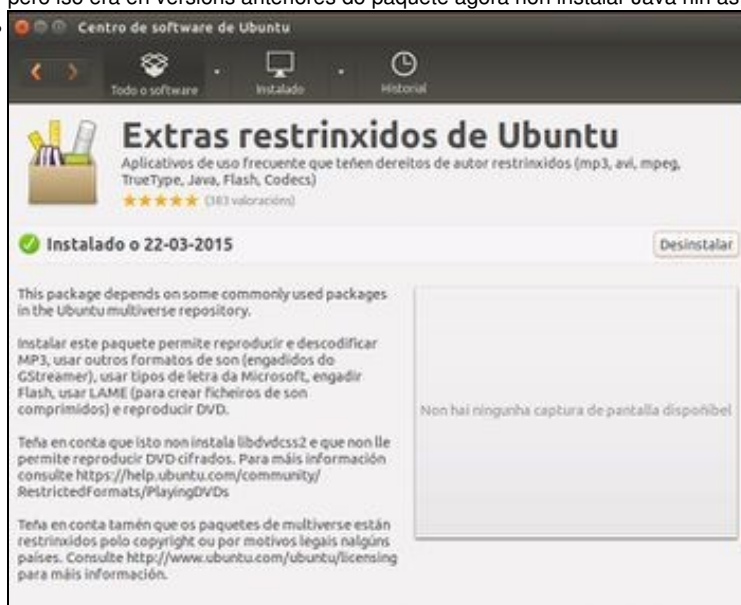 pero iso era en versións anteriores do paquete agora non instalar Java nin as
Centro de software de Ubuntu
Todo o software
Instalado
Historial
Extras restrinxidos de Ubuntu
Aplicativos de uso frecuente que teñen dereitos de autor restrinxidos (mp3, avi, mpeg,
TrueType, Java, Flash, Codecs)
(383 valoracións)
Instalado o 22-03-2015
Desinstalar
This package depends on some commonly used packages
in the Ubuntu multiverse repository.
Instalar este paquete permite reproducir e descodificar
MP3, usar outros formatos de son (engadidos do
GStreamer), usar tipos de letra da Microsoft, engadir
Flash, usar LAME (para crear ficheiros de son
comprimidos) e reproducir DVD.
Non hai ningunha captura de pantalla dispoñíbel
Teña en conta que isto non instala libdvdcss2 e que non lle
permite reproducir DVD cifrados. Para máis información
consulte https://help.ubuntu.com/community/
RestrictedFormats/PlayingDVDs
Teña en conta tamén que os paquetes de multiverse están
restrinxidos polo copyright ou por motivos legais nalgúns
países. Consulte http://www.ubuntu.com/ubuntu/licensing
para máis información.